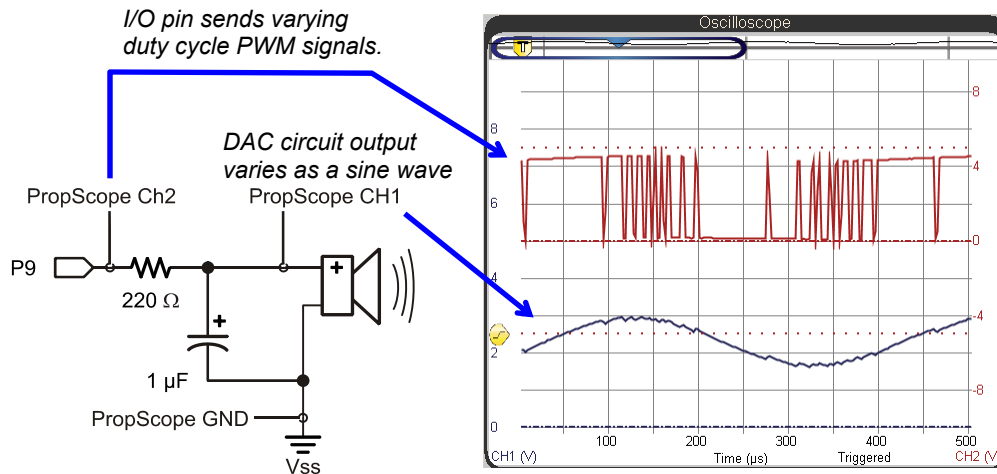 I/O pin sends varying
duty cycle PWM signals.
DAC circuit output
varies as a sine wave
PropScope Ch2
PropScope CH1
P9
220 Ω
+
+
1 µF
PropScope GND
Vss
Oscilloscope
T
8
6
4
2
0
8
4
0
-4
-8
100
200
300
400
500
CH1 (V)
Time (µs)
Triggered
CH2 (V)